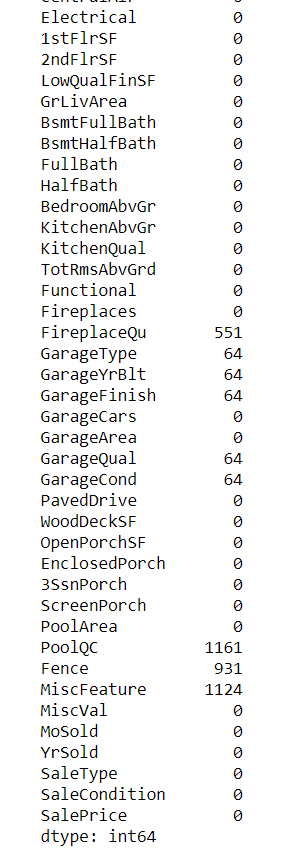 CentralAir 0
Electrical 0
1stFlrSF 0
2ndFlrSF 0
LowQualFinSF 0
GrLivArea 0
BsmtFullBath 0
BsmtHalfBath 0
FullBath 0
HalfBath 0
BedroomAbvGr 0
KitchenAbvGr 0
KitchenQual 0
TotRmsAbvGrd 0
Functional 0
Fireplaces 0
FireplaceQu 551
GarageType 64
GarageYrBlt 64
GarageFinish 64
GarageCars 0
GarageArea 0
GarageQual 64
GarageCond 64
PavedDrive 0
WoodDeckSF 0
OpenPorchSF 0
EnclosedPorch 0
3SsnPorch 0
ScreenPorch 0
PoolArea 0
PoolQC 1161
Fence 931
MiscFeature 1124
MiscVal 0
MoSold 0
YrSold 0
SaleType 0
SaleCondition 0
SalePrice 0
dtype: int64